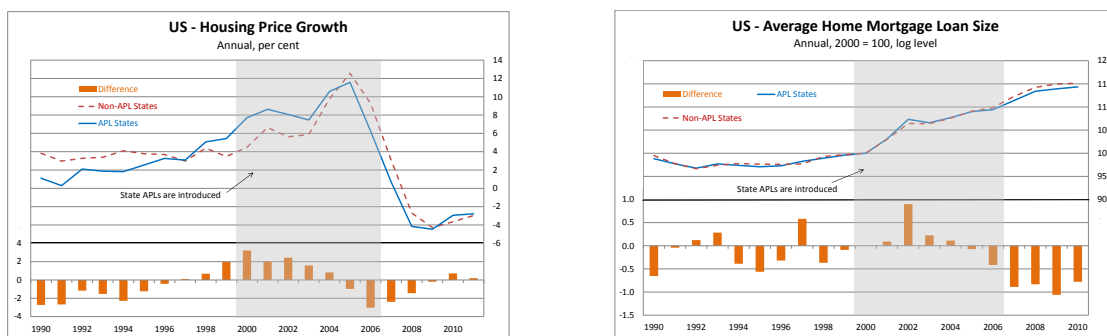 US - Housing Price Growth
Annual, per cent
14
12
Difference
10
Non-APL States
8
APL States
6
4
2
0
State APLs are introduced
-2
-4
4 -6
2
0
-2
-4
1990 1992 1994 1996 1998 2000 2002 2004 2006 2008 2010
US - Average Home Mortgage Loan Size
Annual, 2000 = 100, log level
12
11
Difference APL States
11
Non-APL States
10
10
95
State APLs are introduced
1.0 90
0.5
0.0
-0.5
-1.0
-1.5
1990 1992 1994 1996 1998 2000 2002 2004 2006 2008 2010